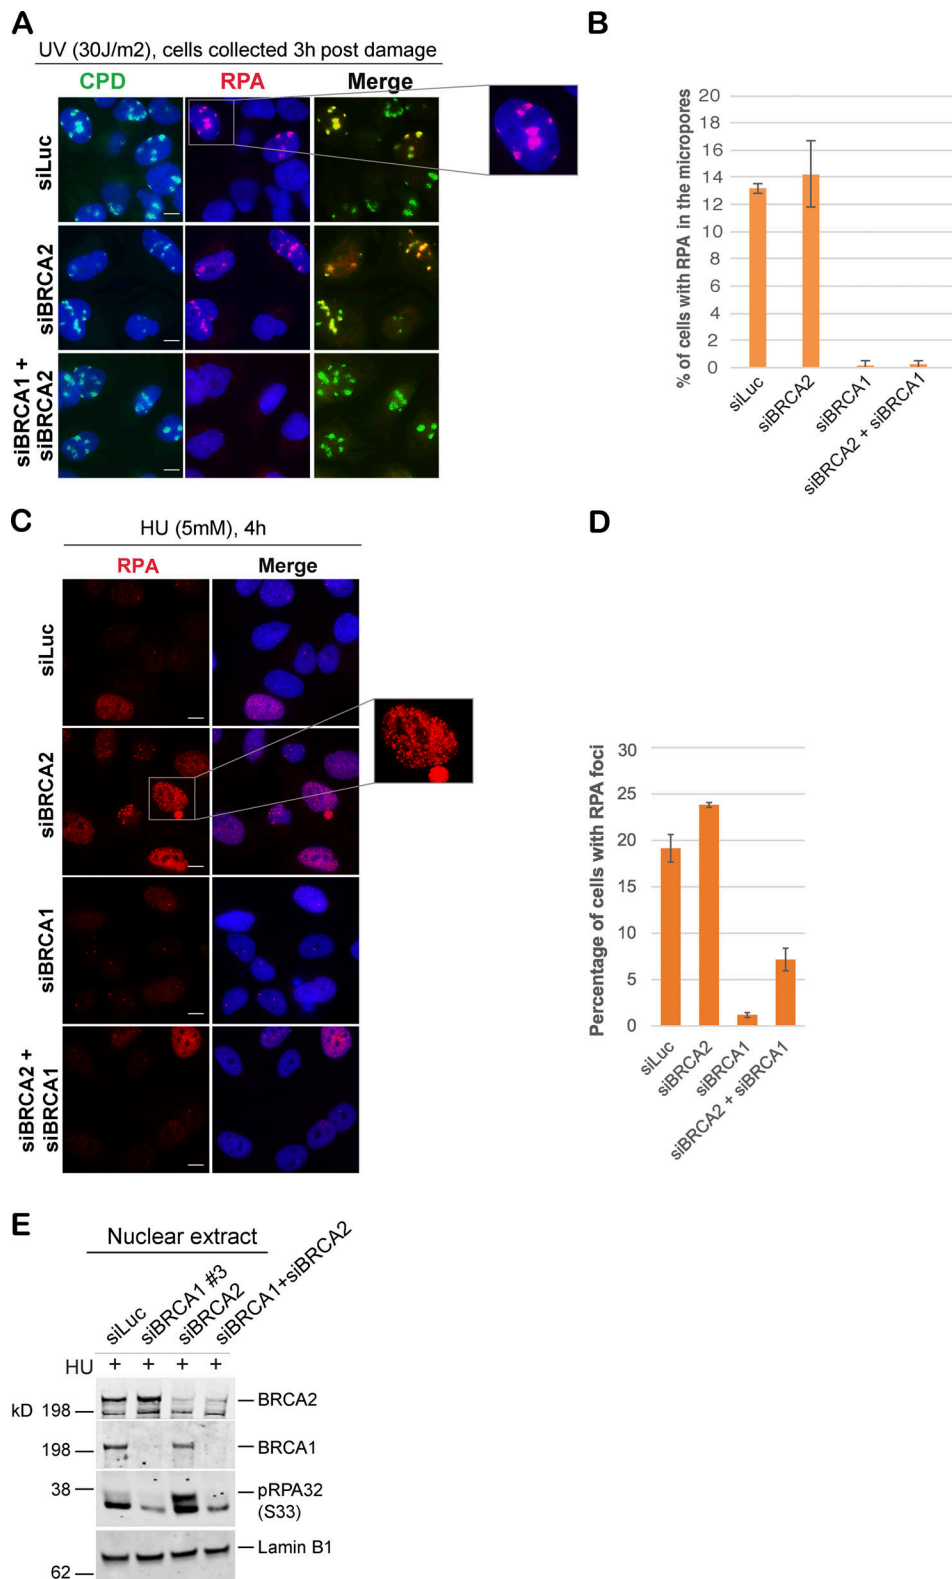 A
UV (30J/m2), cells collected 3h post damage
CPD RPA Merge
siLuc
siBRCA2
siBRCA1 +
siBRCA2
B
% of cells with RPA in the micropores
20
18
16
14
12
10
8
6
4
2
0
siLuc
siBRCA2
siBRCA1
siBRCA2 + siBRCA1
C
HU (5mM), 4h
RPA Merge
siLuc
siBRCA2
siBRCA1
siBRCA2 +
siBRCA1
D
Percentage of cells with RPA foci
30
25
20
15
10
5
0
siLuc
siBRCA2
siBRCA1
siBRCA2 + siBRCA1
E
Nuclear extract
siLuc
siBRCA1 #3
siBRCA2
siBRCA1+siBRCA2
HU + + + +
kD 198 BRCA2
198 BRCA1
38 pRPA32
(S33)
Lamin B1
62